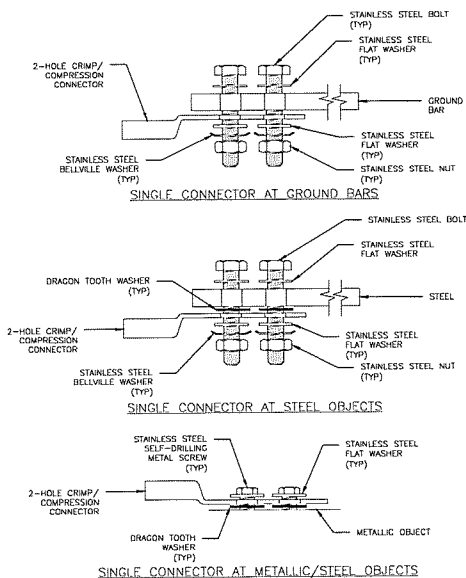 STAINLESS STEEL BOLT
(TYP)
STAINLESS STEEL
FLAT WASHER
(TYP)
2-HOLE CRIMP/
COMPRESSION
CONNECTOR
GROUND
BAR
STAINLESS STEEL
FLAT WASHER
(TYP)
STAINLESS STEEL
BELLVILLE WASHER
(TYP)
STAINLESS STEEL NUT
(TYP)
SINGLE CONNECTOR AT GROUND BARS
STAINLESS STEEL BOLT
STAINLESS STEEL
FLAT WASHER
(TYP)
DRAGON TOOTH WASHER
(TYP)
STEEL
2-HOLE CRIMP/
COMPRESSION
CONNECTOR
STAINLESS STEEL
FLAT WASHER
(TYP)
STAINLESS STEEL
BELLVILLE WASHER
(TYP)
STAINLESS STEEL NUT
(TYP)
SINGLE CONNECTOR AT STEEL OBJECTS
STAINLESS STEEL
SELF-DRILLING
METAL SCREW
(TYP)
STAINLESS STEEL
FLAT WASHER
(TYP)
2-HOLE CRIMP/
COMPRESSION
CONNECTOR
DRAGON TOOTH
WASHER
(TYP)
METALLIC OBJECT
SINGLE CONNECTOR AT METALLIC/STEEL OBJECTS